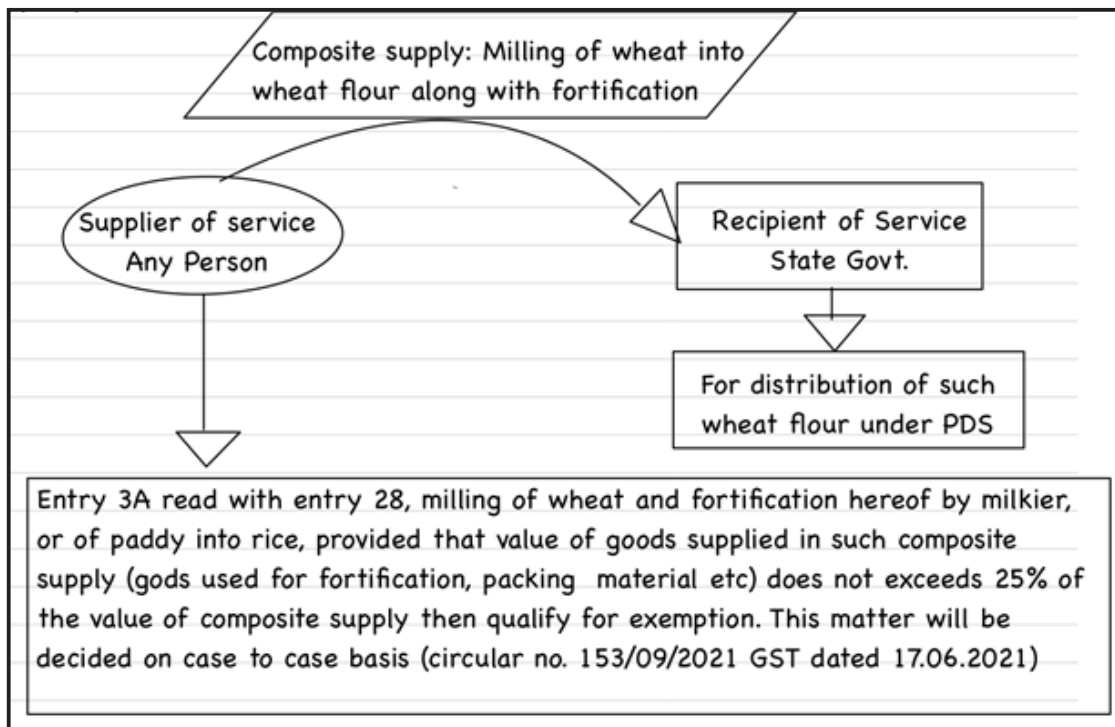 Composite supply: Milling of wheat into
wheat flour along with fortification
Supplier of service
Any Person
Recipient of Service
State Govt.
For distribution of such
wheat flour under PDS
Entry 3A read with entry 28, milling of wheat and fortification hereof by milkier,
or of paddy into rice, provided that value of goods supplied in such composite
supply (gods used for fortification, packing material etc) does not exceeds 25% of
the value of composite supply then qualify for exemption. This matter will be
decided on case to case basis (circular no. 153/09/2021 GST dated 17.06.2021)